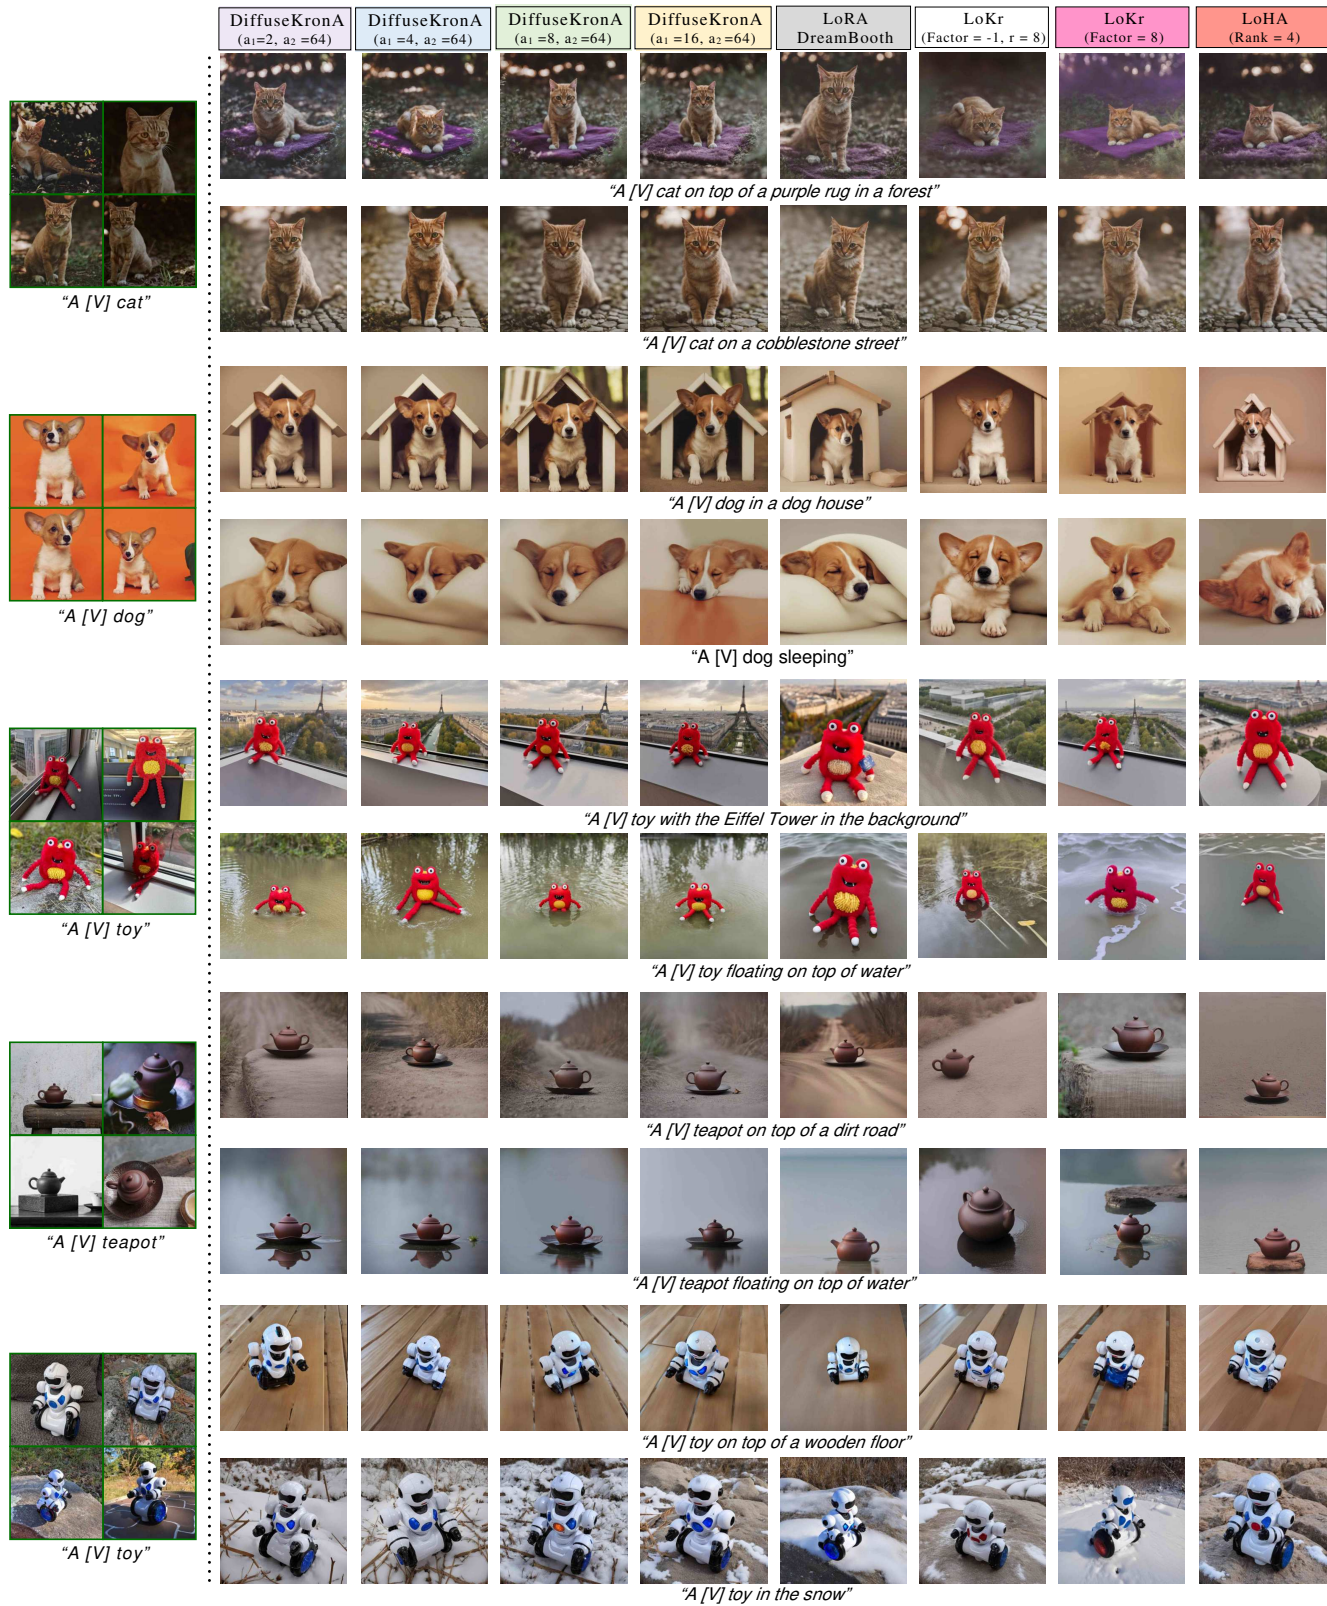 DiffuseKronA
(a₁=2, a₂ =64)
DiffuseKronA
(a₁ =4, a₂ =64)
DiffuseKronA
(a₁ =8, a₂ =64)
DiffuseKronA
(a₁ =16, a₂ =64)
LoRA
DreamBooth
LoKr
(Factor = -1, r = 8)
LoKr
(Factor = 8)
LoHA
(Rank = 4)
“A [V] cat”
“A [V] cat on top of a purple rug in a forest”
“A [V] cat on a cobblestone street”
“A [V] dog”
“A [V] dog in a dog house”
“A [V] dog sleeping”
“A [V] toy”
“A [V] toy with the Eiffel Tower in the background”
“A [V] toy floating on top of water”
“A [V] teapot”
“A [V] teapot on top of a dirt road”
“A [V] teapot floating on top of water”
“A [V] toy”
“A [V] toy on top of a wooden floor”
“A [V] toy in the snow”